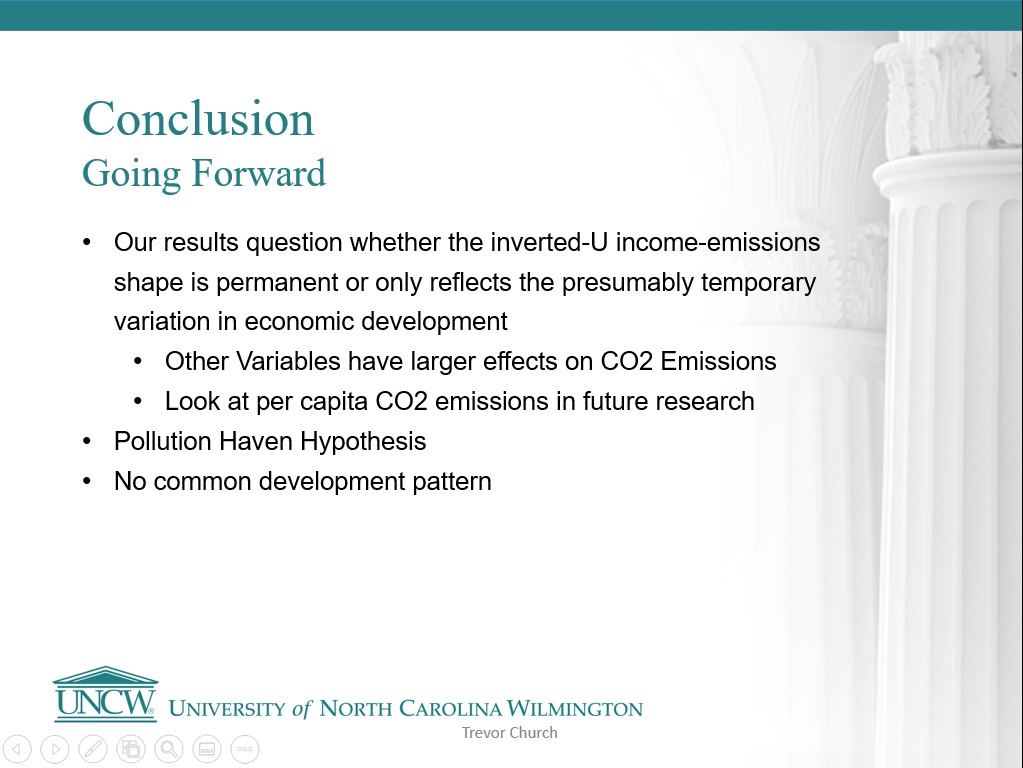 Conclusion
Going Forward
• Our results question whether the inverted-U income-emissions
shape is permanent or only reflects the presumably temporary
variation in economic development
• Other Variables have larger effects on CO2 Emissions
• Look at per capita CO2 emissions in future research
• Pollution Haven Hypothesis
• No common development pattern
UNCW® UNIVERSITY of NORTH CAROLINA WILMINGTON
Trevor Church